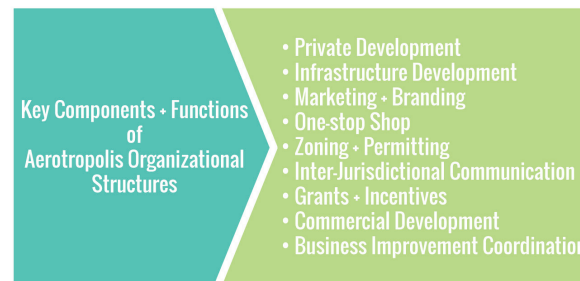 Key Components + Functions
of
Aerotropolis Organizational
Structures
• Private Development
• Infrastructure Development
• Marketing + Branding
• One-stop Shop
• Zoning + Permitting
• Inter-Jurisdictional Communication
• Grants + Incentives
• Commercial Development
• Business Improvement Coordination